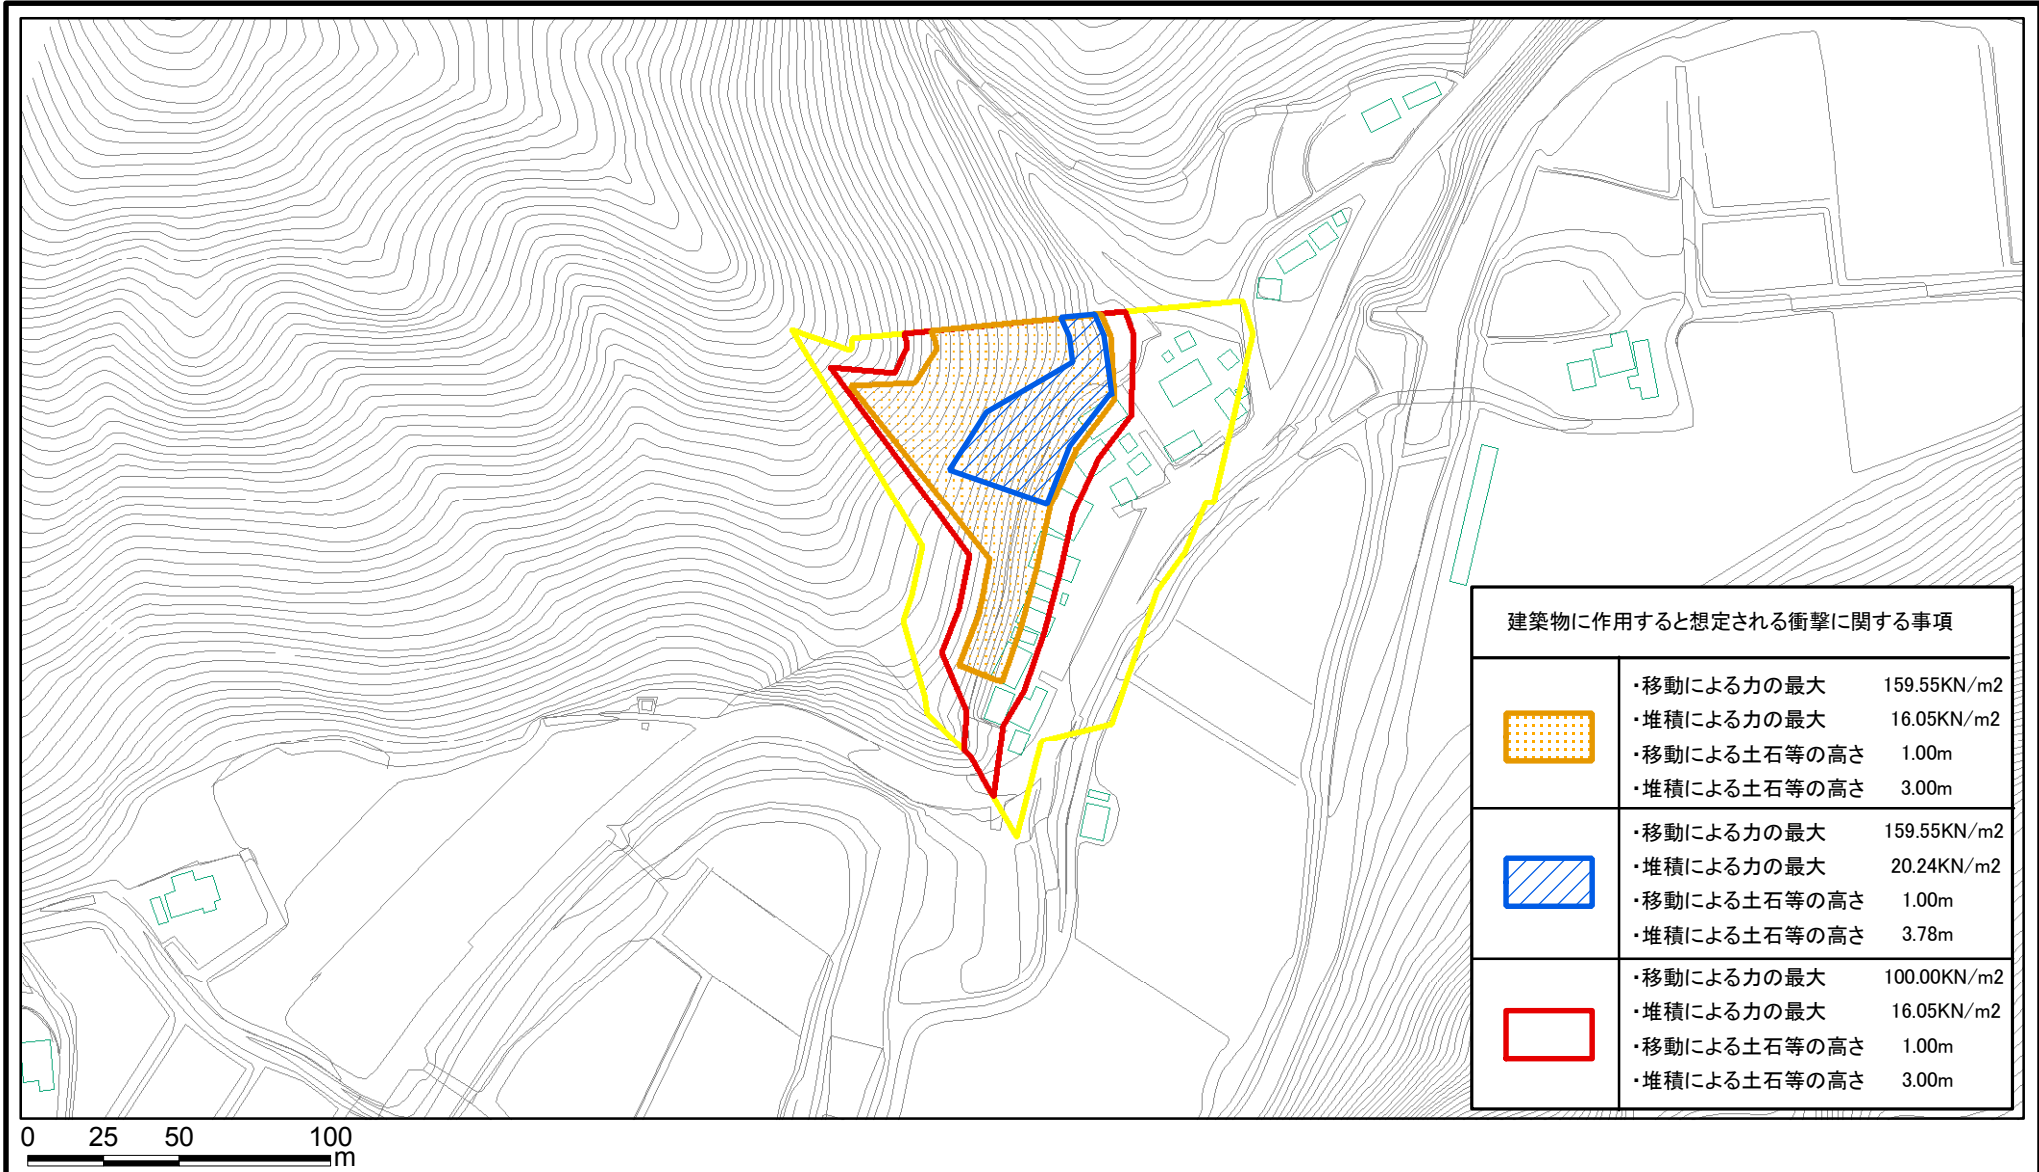 建築物に作用すると想定される衝撃に関する事項
・移動による力の最大 159.55KN/m2
・堆積による力の最大 16.05KN/m2
・移動による土石等の高さ 1.00m
・堆積による土石等の高さ 3.00m
・移動による力の最大 159.55KN/m2
・堆積による力の最大 20.24KN/m2
・移動による土石等の高さ 1.00m
・堆積による土石等の高さ 3.78m
・移動による力の最大 100.00KN/m2
・堆積による力の最大 16.05KN/m2
・移動による土石等の高さ 1.00m
・堆積による土石等の高さ 3.00m
0 25 50 100
m